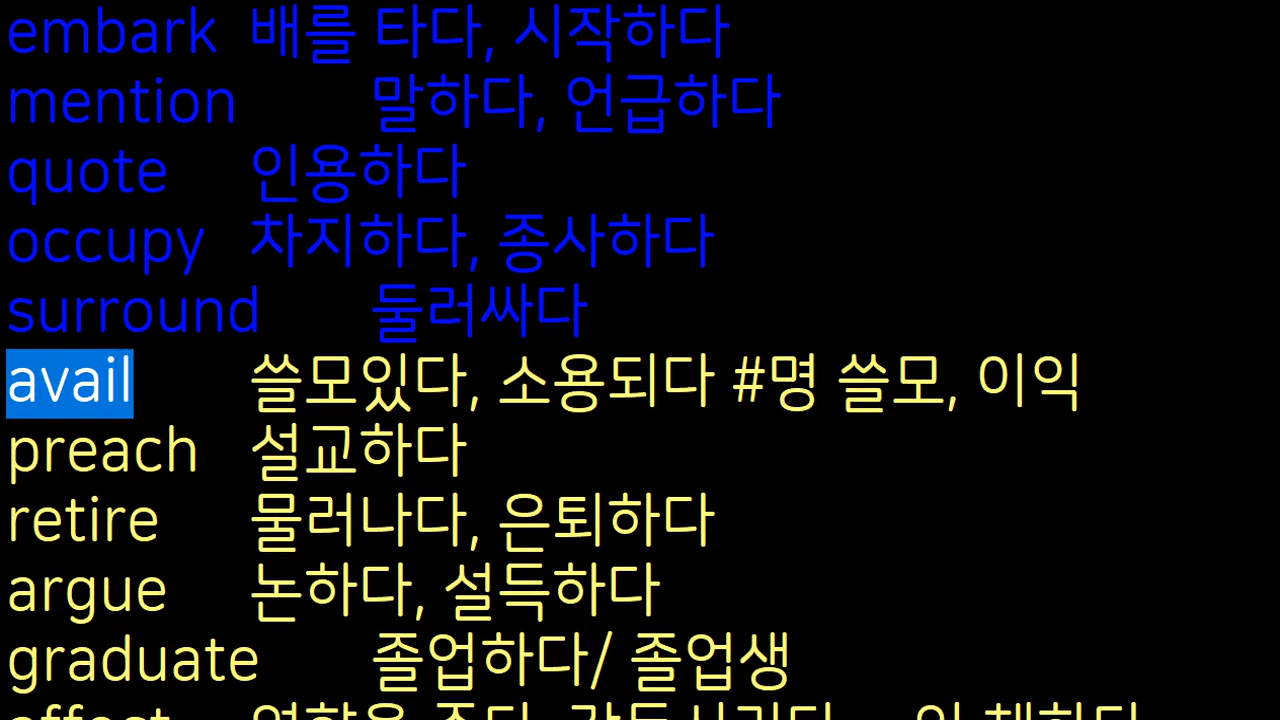 embark 배를 타다, 시작하다
mention 말하다, 언급하다
quote 인용하다
occupy 차지하다, 종사하다
surround 둘러싸다
avail 쓸모있다, 소용되다 #명 쓸모, 이익
preach 설교하다
retire 물러나다, 은퇴하다
argue 논하다, 설득하다
graduate 졸업하다/ 졸업생